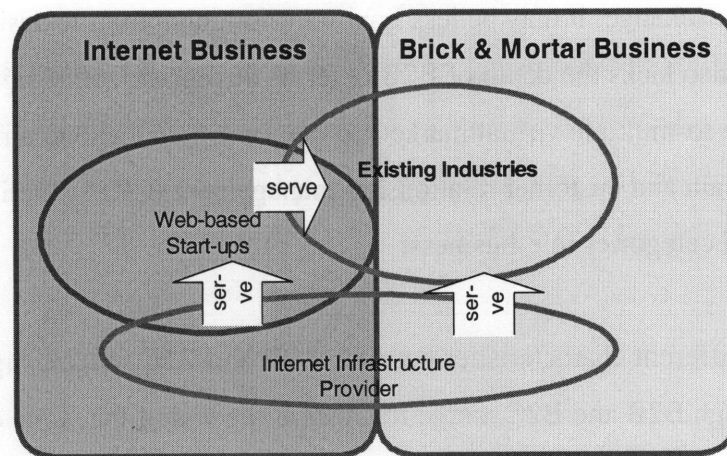 Internet Business
Brick & Mortar Business
serve
Existing Industries
Web-based
Start-ups
ser-
ve
ser-
ve
Internet Infrastructure
Provider